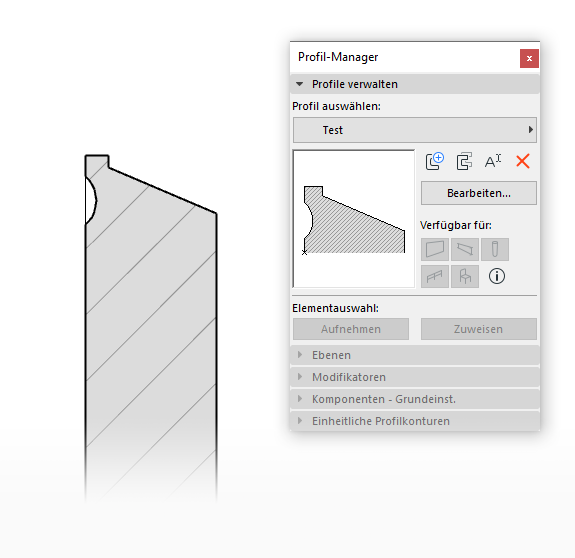 Profil-Manager
x
Profile verwalten
Profil auswählen:
Test
Bearbeiten...
Verfügbar für:
Elementauswahl:
Aufnehmen
Zuweisen
Ebenen
Modifikatoren
Komponenten - Grundeinst.
Einheitliche Profilkonturen